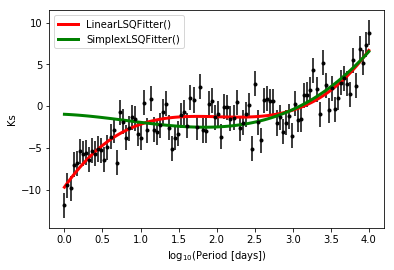 LinearLSQFitter()
SimplexLSQFitter()
10
5
0
−5
−10
Ks
0.0 0.5 1.0 1.5 2.0 2.5 3.0 3.5 4.0
log₁₀(Period [days])